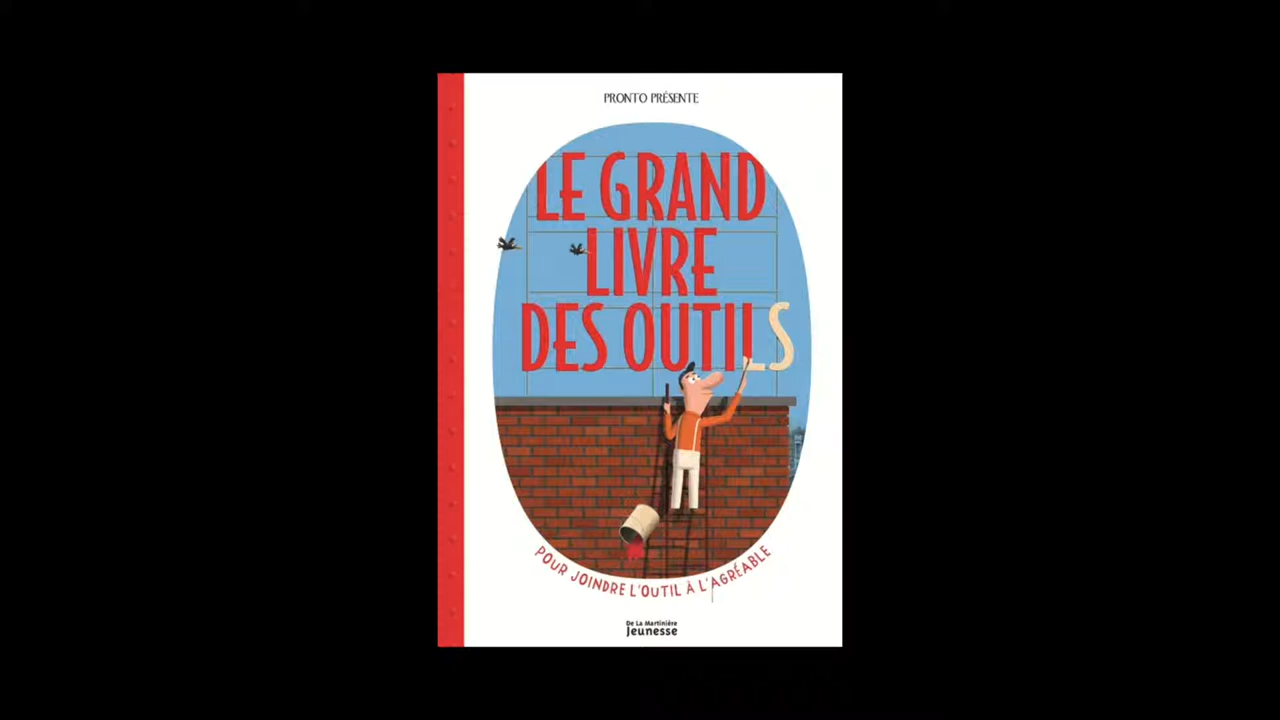 PRONTO PRÉSENTE
LE GRAND
LIVRE
DES OUTILS
POUR JOINDRE L'OUTIL À L'AGRÉABLE
De La Martinière
Jeunesse